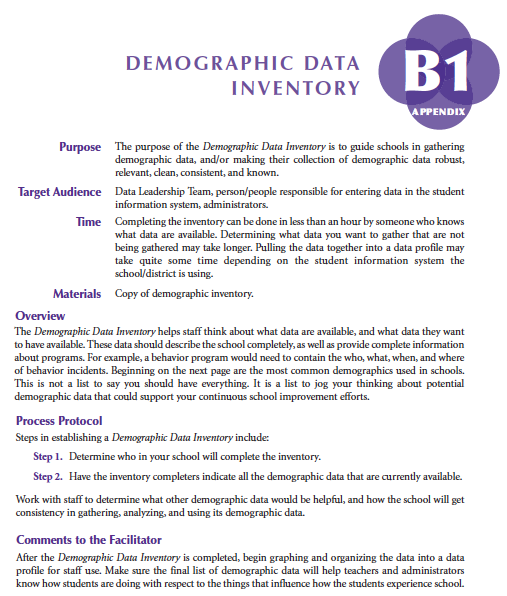 DEMOGRAPHIC DATA
INVENTORY
B1
APPENDIX
Purpose The purpose of the Demographic Data Inventory is to guide schools in gathering
demographic data, and/or making their collection of demographic data robust,
relevant, clean, consistent, and known.
Target Audience Data Leadership Team, person/people responsible for entering data in the student
information system, administrators.
Time Completing the inventory can be done in less than an hour by someone who knows
what data are available. Determining what data you want to gather that are not
being gathered may take longer. Pulling the data together into a data profile may
take quite some time depending on the student information system the
school/district is using.
Materials Copy of demographic inventory.
Overview
The Demographic Data Inventory helps staff think about what data are available, and what data they want
to have available. These data should describe the school completely, as well as provide complete information
about programs. For example, a behavior program would need to contain the who, what, when, and where
of behavior incidents. Beginning on the next page are the most common demographics used in schools.
This is not a list to say you should have everything. It is a list to jog your thinking about potential
demographic data that could support your continuous school improvement efforts.
Process Protocol
Steps in establishing a Demographic Data Inventory include:
Step 1. Determine who in your school will complete the inventory.
Step 2. Have the inventory completers indicate all the demographic data that are currently available.
Work with staff to determine what other demographic data would be helpful, and how the school will get
consistency in gathering, analyzing, and using its demographic data.
Comments to the Facilitator
After the Demographic Data Inventory is completed, begin graphing and organizing the data into a data
profile for staff use. Make sure the final list of demographic data will help teachers and administrators
know how students are doing with respect to the things that influence how the students experience school.